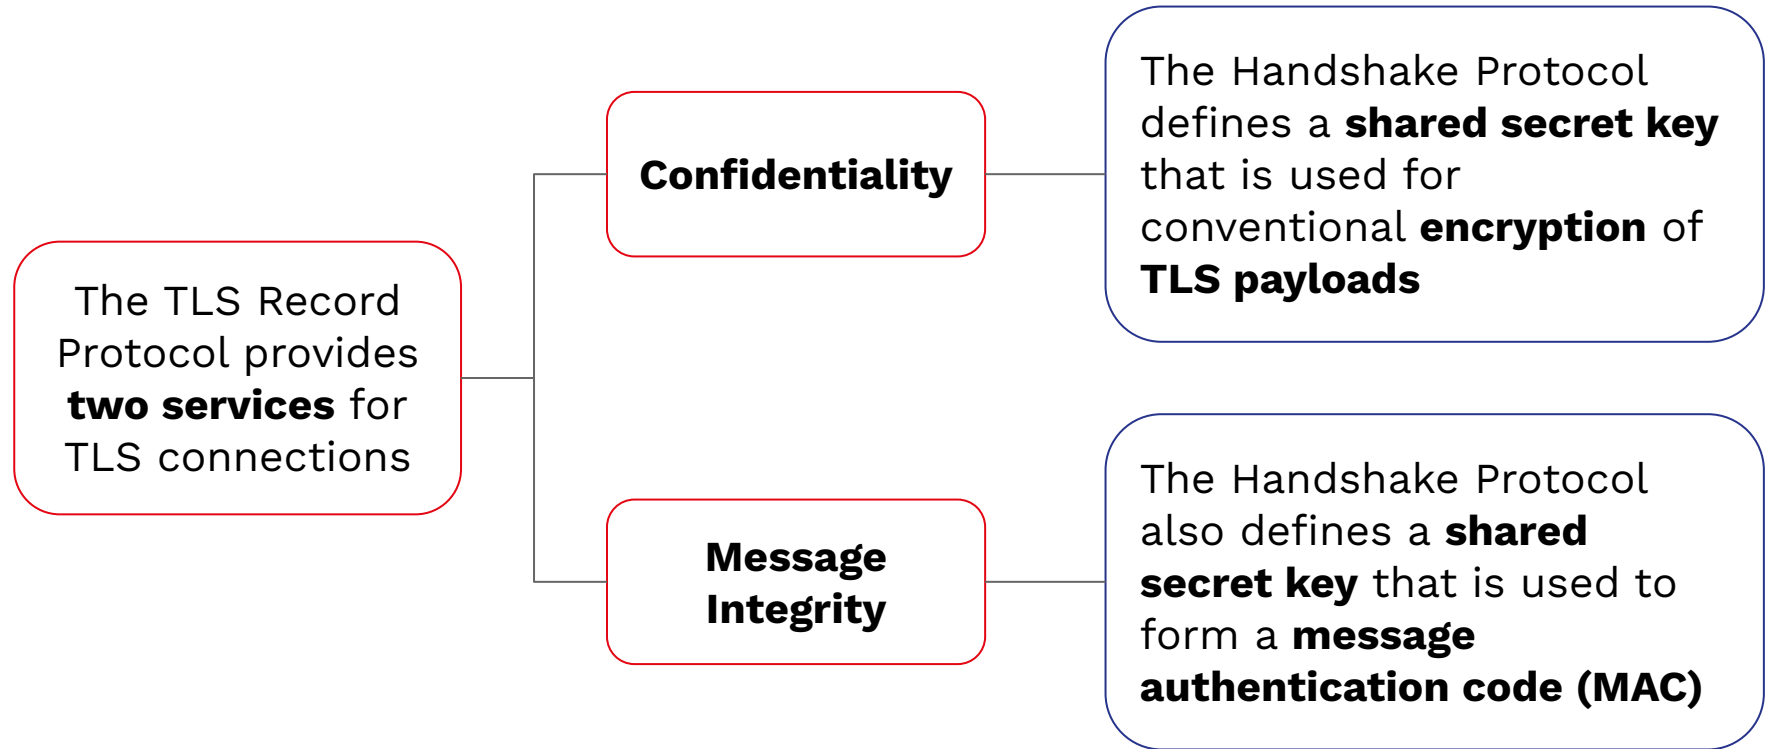 The TLS Record
Protocol provides
two services for
TLS connections
Confidentiality
The Handshake Protocol
defines a shared secret key
that is used for
conventional encryption of
TLS payloads
Message
Integrity
The Handshake Protocol
also defines a shared
secret key that is used to
form a message
authentication code (MAC)